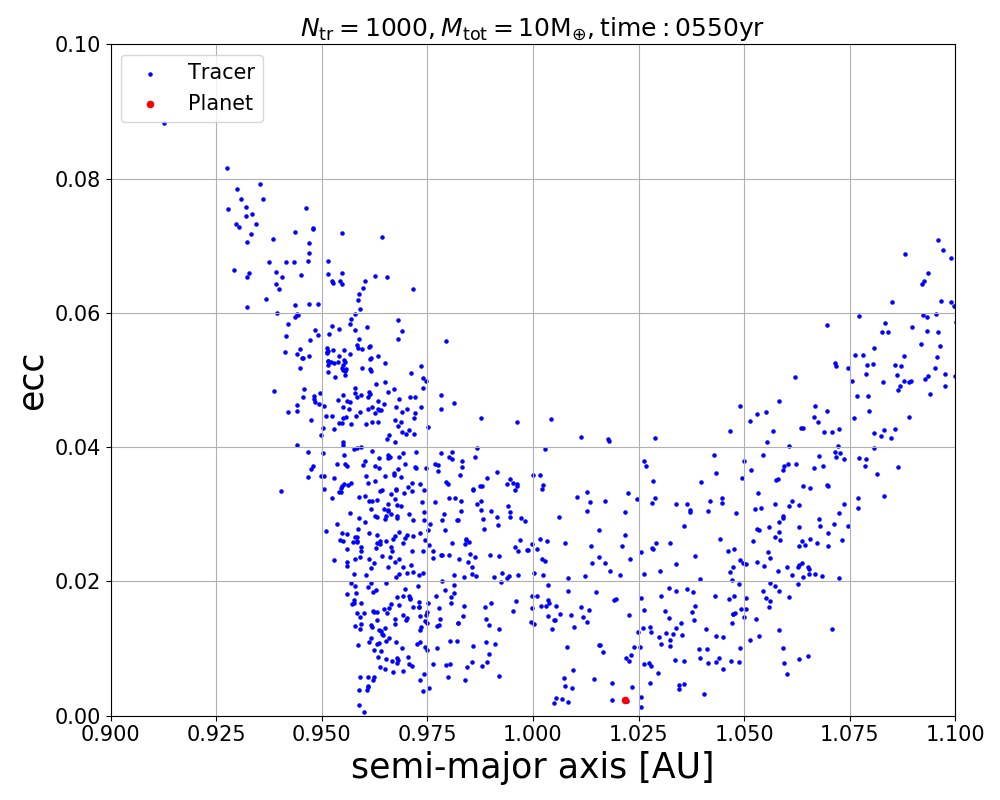 N_tr = 1000, M_tot = 10M_⊕, time : 0550yr
Tracer
Planet
0.10
0.08
0.06
0.04
0.02
0.00
ecc
0.900 0.925 0.950 0.975 1.000 1.025 1.050 1.075 1.100
semi-major axis [AU]